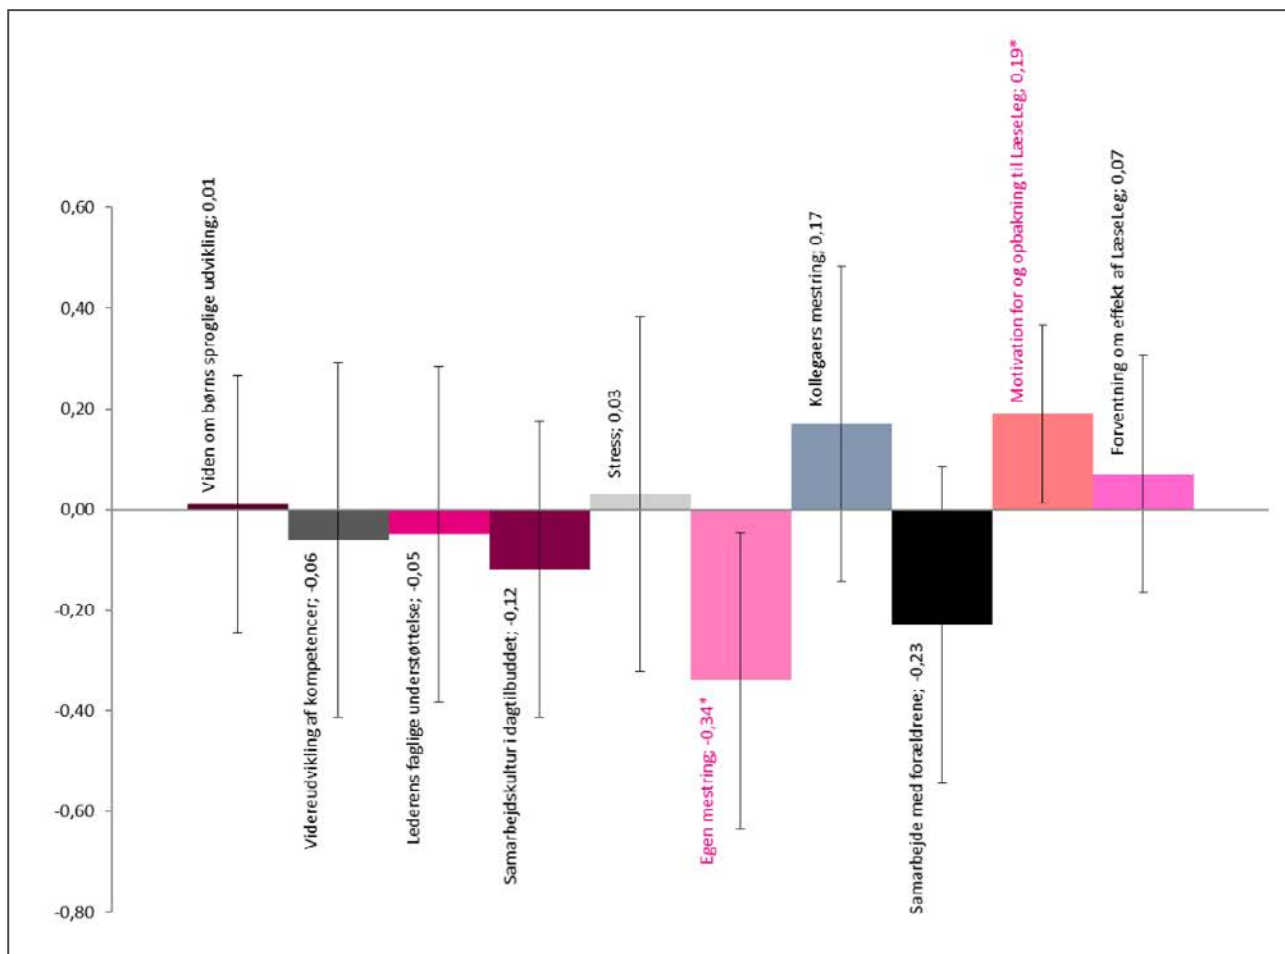 0,60
0,40
0,20
0,00
-0,20
-0,40
-0,60
-0,80
Viden om børns sproglige udvikling; 0,01
Videreudvikling af kompetencer; -0,06
Lederens faglige understøttelse; -0,05
Samarbejdskultur i dagtilbuddet; -0,12
Stress; 0,03
Egen mestring; -0,34*
Kollegaers mestring; 0,17
Samarbejde med forældrene; -0,23
Motivation for og opbakning til LæseLeg; 0,19*
Forventning om effekt af LæseLeg; 0,07